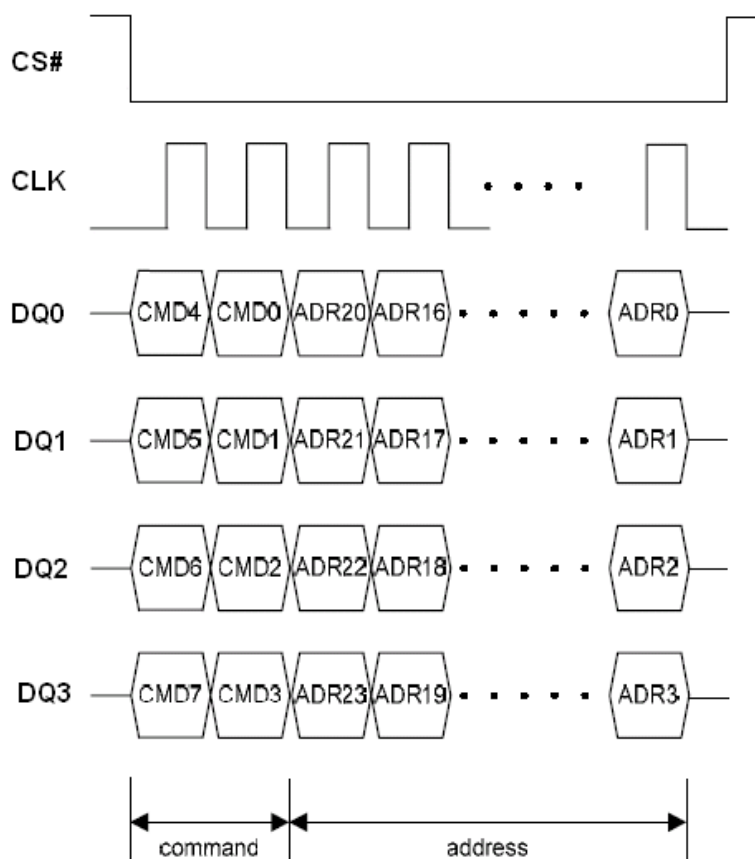 CS#
CLK
DQ0 CMD4 CMD0 ADR20 ADR16 ADR0
DQ1 CMD5 CMD1 ADR21 ADR17 ADR1
DQ2 CMD6 CMD2 ADR22 ADR18 ADR2
DQ3 CMD7 CMD3 ADR23 ADR19 ADR3
command address